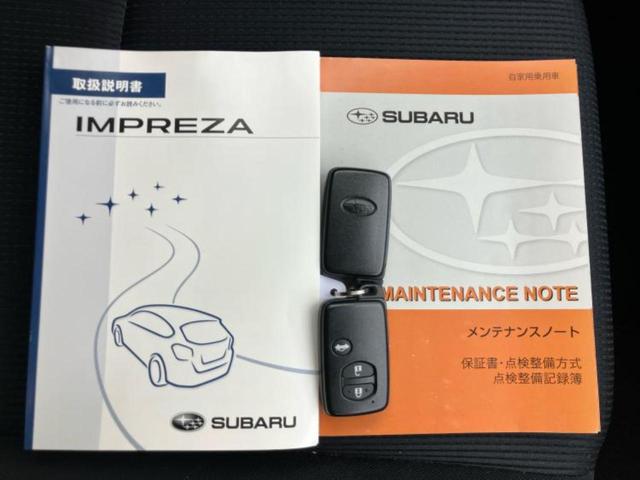 取扱説明書
ご使用になる前に必ずお読みください。
IMPREZA
SUBARU
自家用乗用車
SUBARU
MAINTENANCE NOTE
メンテナンスノート
保証書・点検整備方式
点検整備記録簿